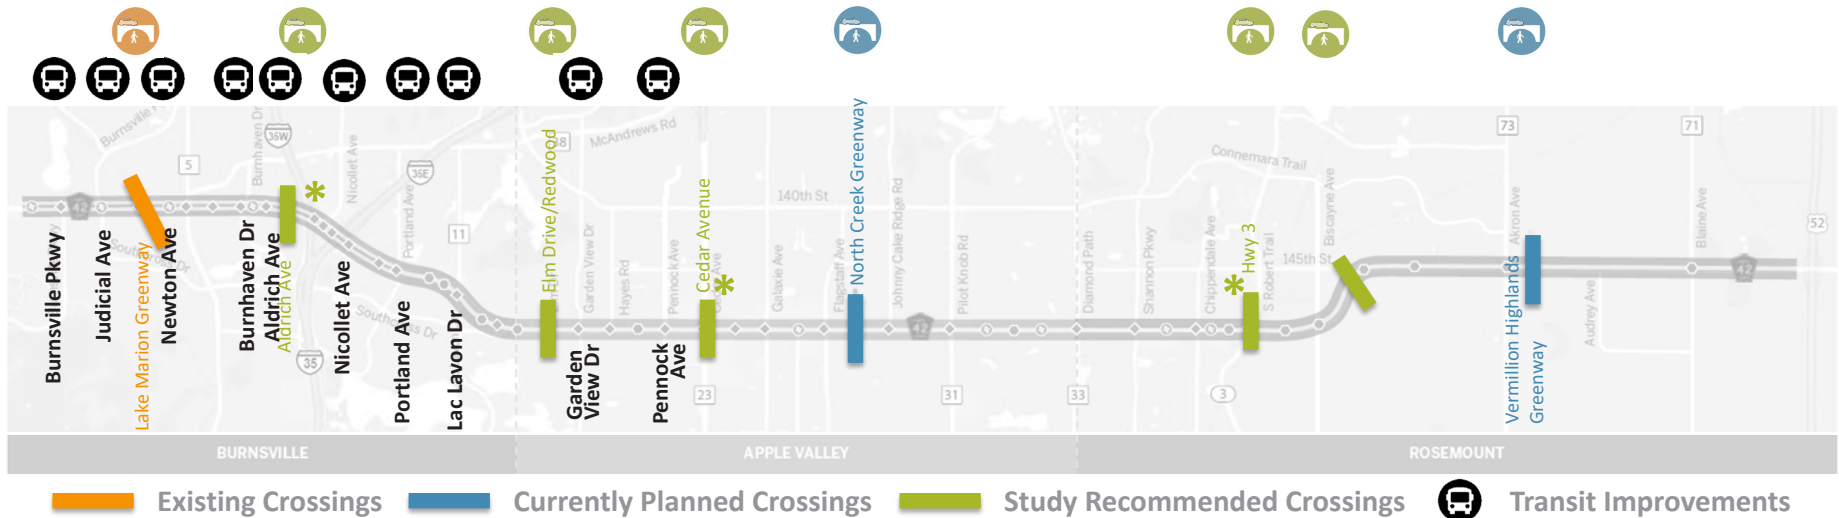 Burnsville Pkwy
Judicial Ave
Lake Marion Greenway
Newton Ave
Burnhaven Dr
Aldrich Ave
Aldrich Ave
*
Nicollet Ave
Portland Ave
Lac Lavon Dr
Elm Drive/Redwood
Garden
View Dr
Pennock
Ave
Cedar Avenue
*
North Creek Greenway
Hwy 3
*
Vermillion Highlands
Greenway
5
Burnhaven Dr
35W
Nicollet Ave
35E
Portland Ave
11
35
42
McAndrews Rd
140th St
Garden View Dr
Hayes Rd
Pennock Ave
Galaxie Ave
Flagstaff Ave
Johnny Cake Ridge Rd
Pilot Knob Rd
42
23
31
33
Diamond Path
Shannon Pkwy
Chippendale Ave
S Robert Trail
3
Connemara Trail
Biscayne Ave
145th St
73
Akron Ave
Audrey Ave
71
Blaine Ave
42
52
BURNSVILLE
APPLE VALLEY
ROSEMOUNT
Existing Crossings
Currently Planned Crossings
Study Recommended Crossings
Transit Improvements